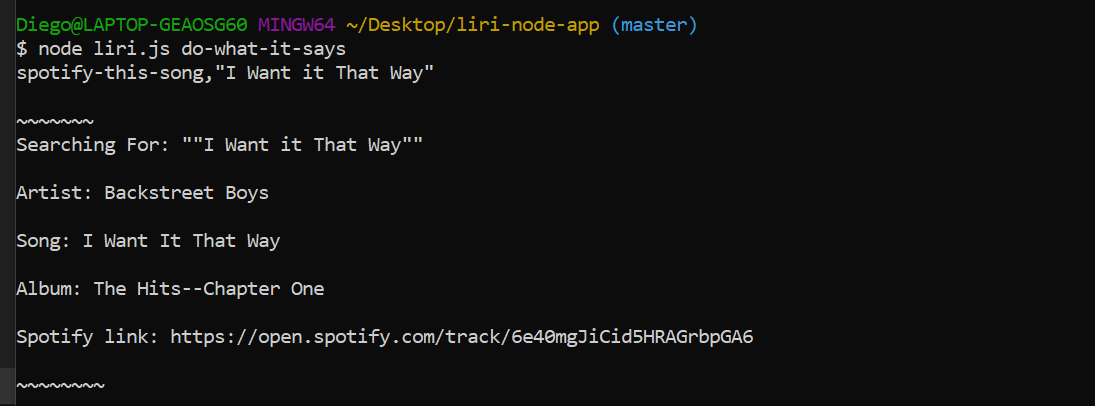 Diego@LAPTOP-GEAOSG60 MINGW64 ~/Desktop/liri-node-app (master)
$ node liri.js do-what-it-says
spotify-this-song,"I Want it That Way"
~~~~~~~
Searching For: ""I Want it That Way""
Artist: Backstreet Boys
Song: I Want It That Way
Album: The Hits--Chapter One
Spotify link: https://open.spotify.com/track/6e40mgJiCid5HRAGrbpGA6
~~~~~~~~